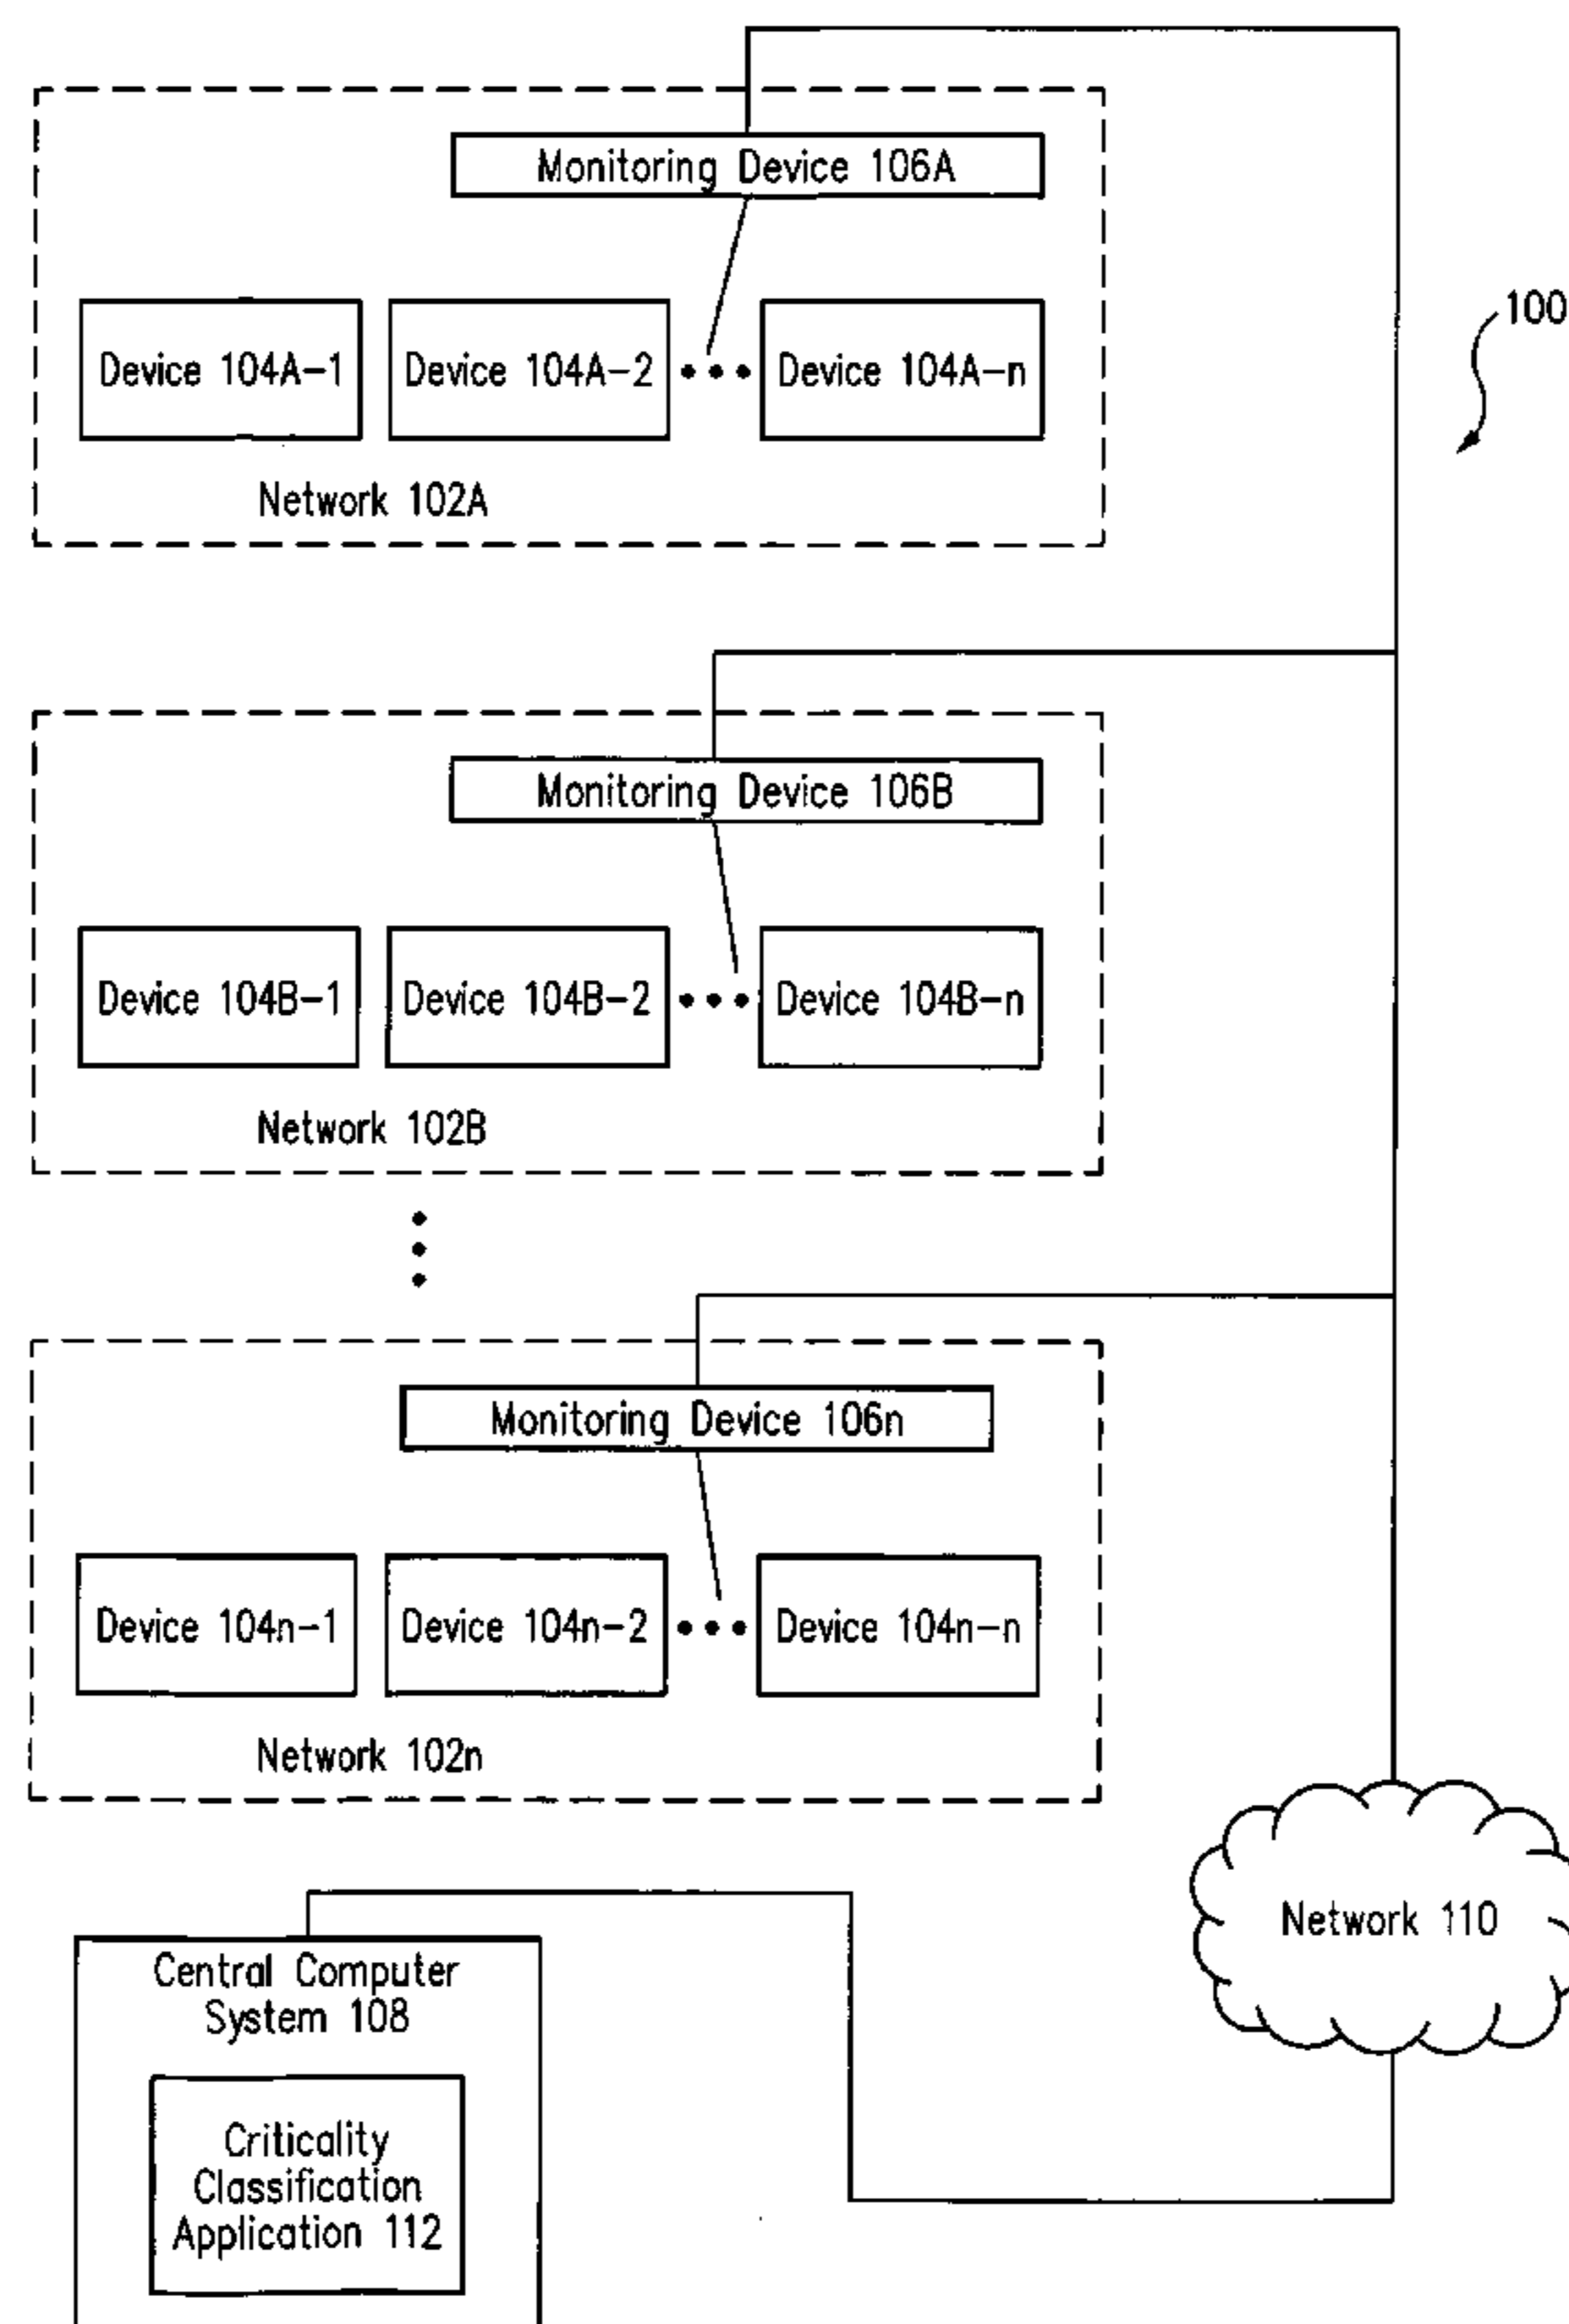 Monitoring Device 106A
100
Device 104A-1
Device 104A-2
Device 104A-n
Network 102A
Monitoring Device 106B
Device 104B-1
Device 104B-2
Device 104B-n
Network 102B
Monitoring Device 106n
Device 104n-1
Device 104n-2
Device 104n-n
Network 102n
Network 110
Central Computer
System 108
Criticality
Classification
Application 112